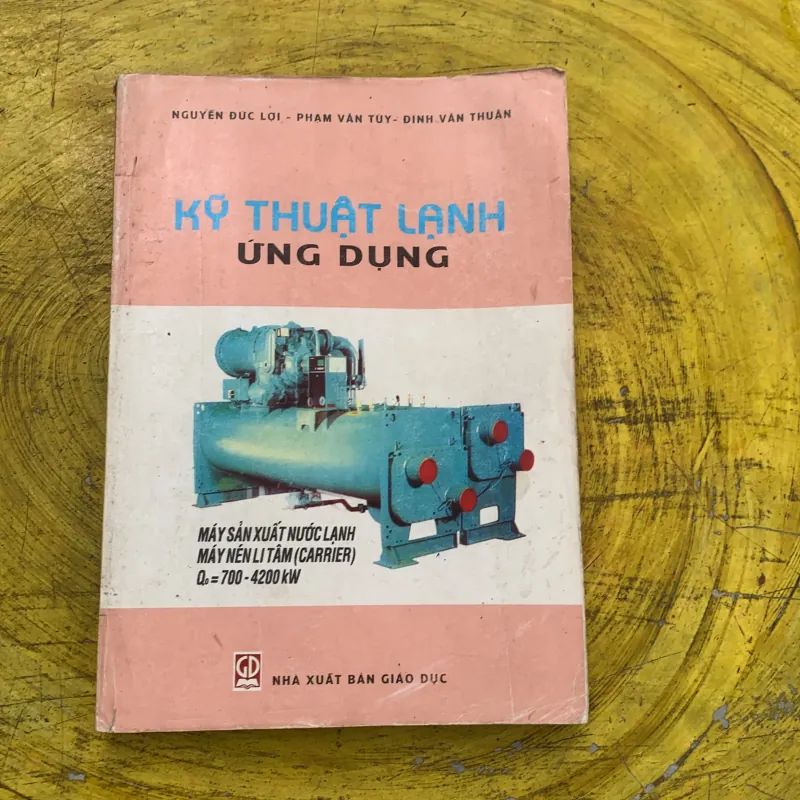 NGUYỄN ĐỨC LỢI - PHẠM VĂN TÙY - ĐINH VĂN THUẬN
KỸ THUẬT LẠNH
ỨNG DỤNG
MÁY SẢN XUẤT NƯỚC LẠNH
MÁY NÉN LI TÂM (CARRIER)
Q₀ = 700 - 4200 kW
GD
NHÀ XUẤT BẢN GIÁO DỤC